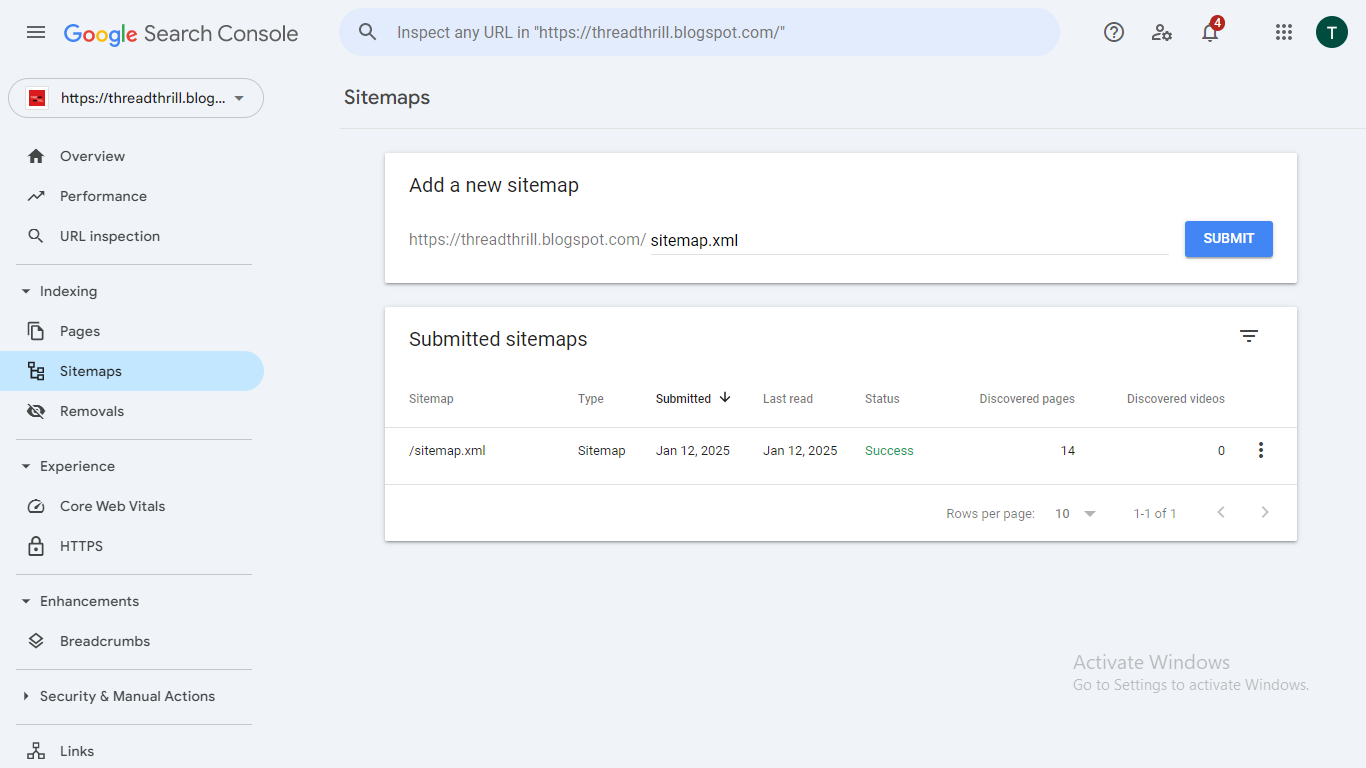 Google Search Console
Inspect any URL in "https://threadthrill.blogspot.com/"
4
T
https://threadthrill.blog...
Sitemaps
Overview
Performance
URL inspection
Indexing
Pages
Sitemaps
Removals
Experience
Core Web Vitals
HTTPS
Enhancements
Breadcrumbs
Security & Manual Actions
Links
Add a new sitemap
https://threadthrill.blogspot.com/ sitemap.xml
SUBMIT
Submitted sitemaps
Sitemap Type Submitted Last read Status Discovered pages Discovered videos
/sitemap.xml Sitemap Jan 12, 2025 Jan 12, 2025 Success 14 0
Rows per page: 10 1-1 of 1
Activate Windows
Go to Settings to activate Windows.